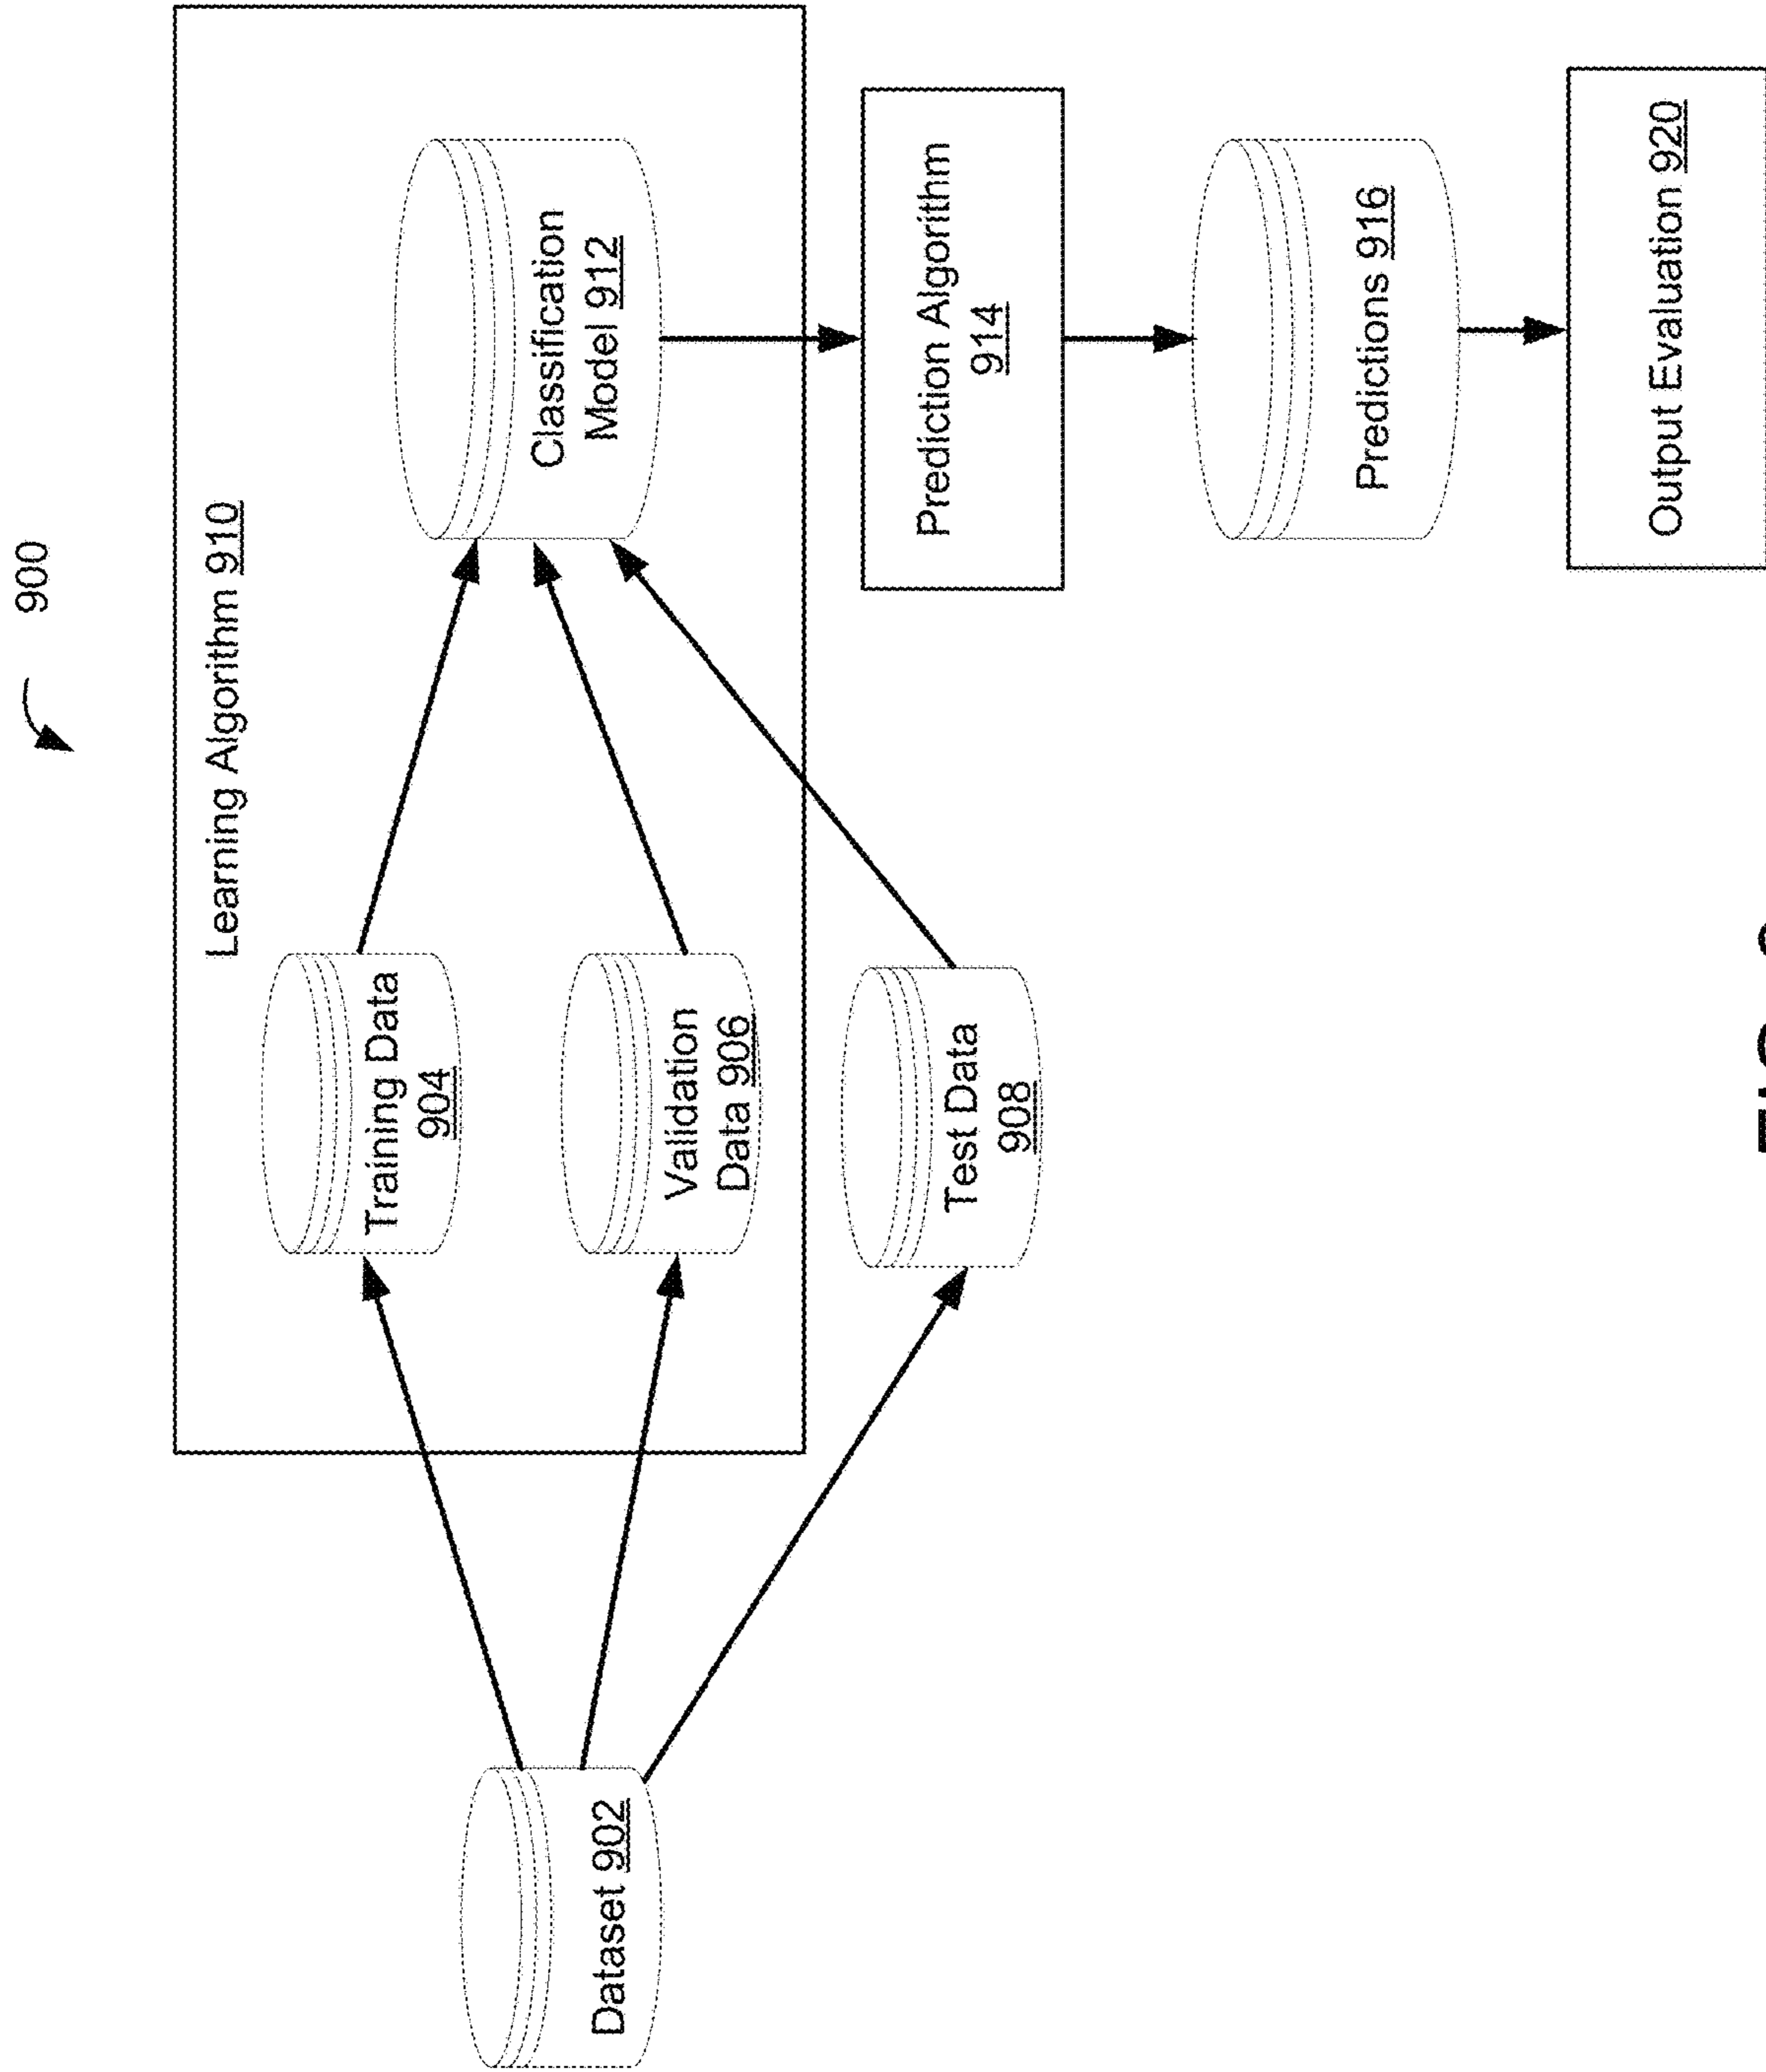 900
Learning Algorithm 910
Training Data
904
Validation
Data 906
Test Data
908
Dataset 902
Classification
Model 912
Prediction Algorithm
914
Predictions 916
Output Evaluation 920